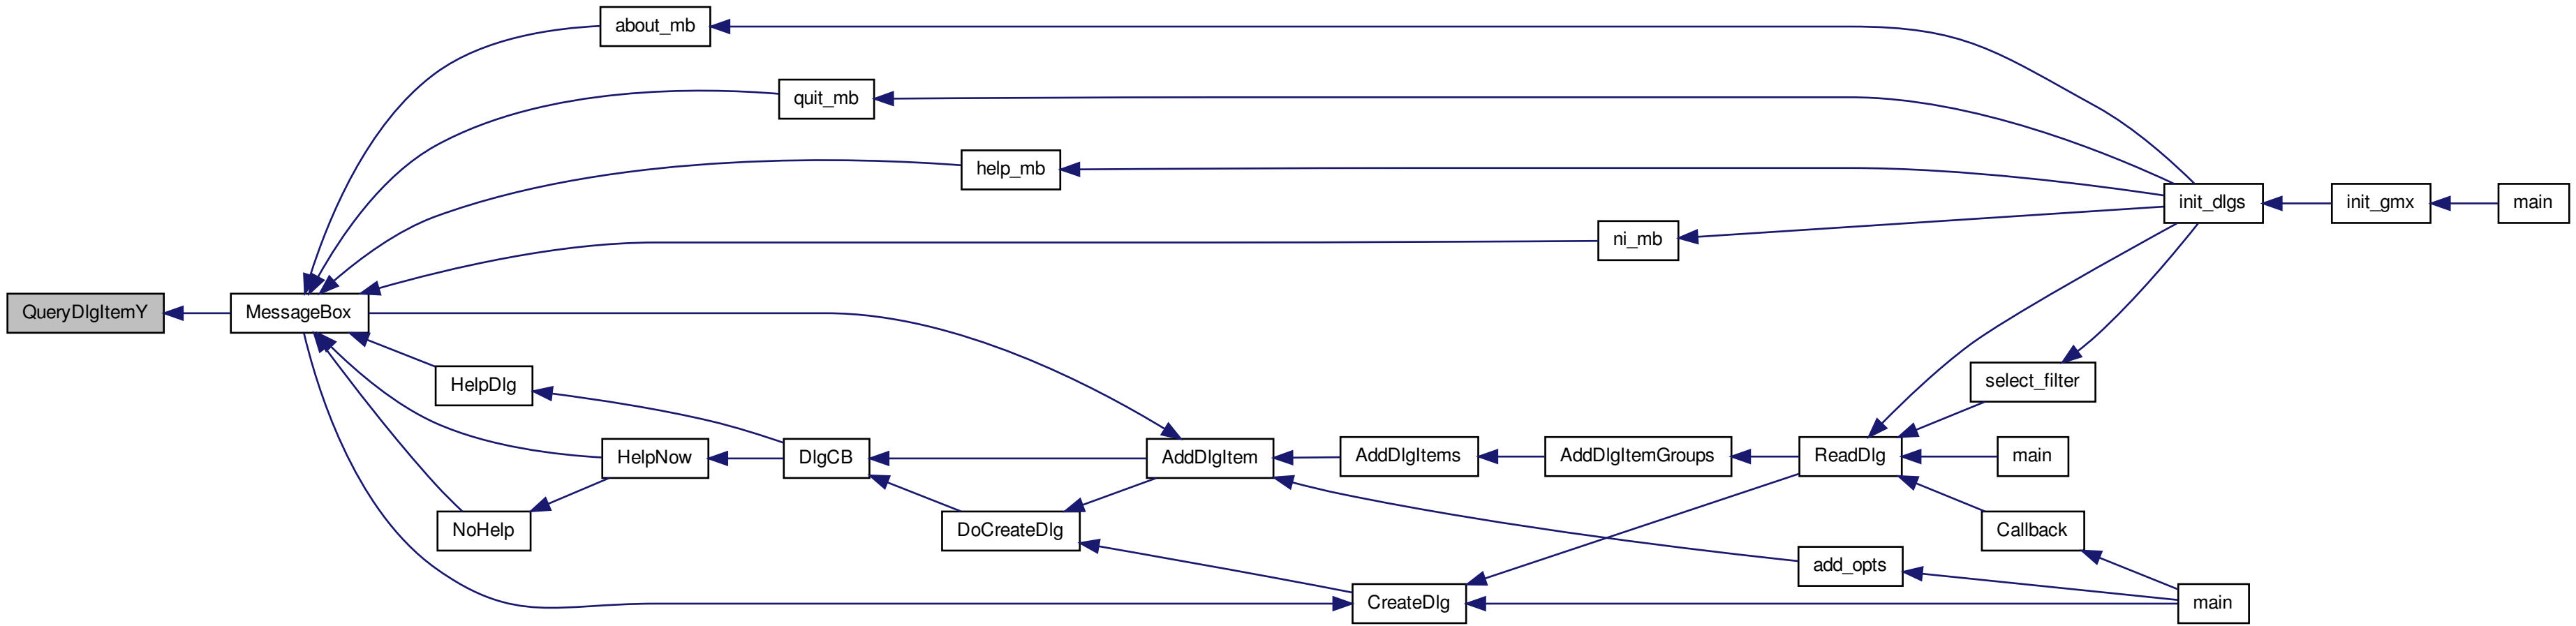 about_mb
quit_mb
help_mb
init_dlgs
init_gmx
main
ni_mb
QueryDlgItemY
MessageBox
HelpDlg
select_filter
HelpNow
DlgCB
AddDlgItem
AddDlgItems
AddDlgItemGroups
ReadDlg
main
NoHelp
DoCreateDlg
Callback
add_opts
CreateDlg
main